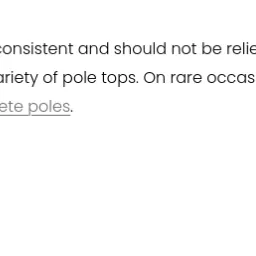 consistent and should not be relie
ariety of pole tops. On rare occas
ete poles.